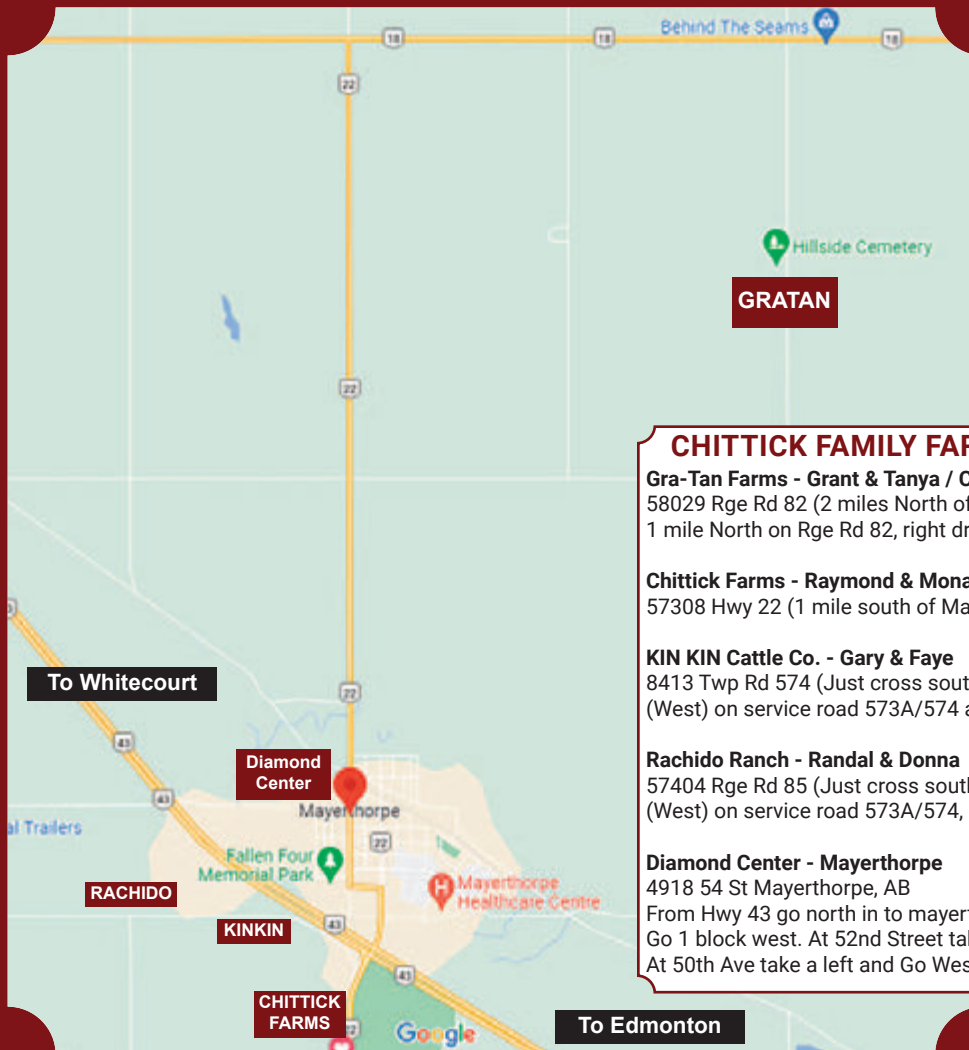 Behind The Seams
18
18
18
22
Hillside Cemetery
GRATAN
22
CHITTICK FAMILY FAR
Gra-Tan Farms - Grant & Tanya / C
58029 Rge Rd 82 (2 miles North of
1 mile North on Rge Rd 82, right dr
Chittick Farms - Raymond & Mona
57308 Hwy 22 (1 mile south of Ma
KIN KIN Cattle Co. - Gary & Faye
8413 Twp Rd 574 (Just cross sout
(West) on service road 573A/574 a
Rachido Ranch - Randal & Donna
57404 Rge Rd 85 (Just cross south
(West) on service road 573A/574,
Diamond Center - Mayerthorpe
4918 54 St Mayerthorpe, AB
From Hwy 43 go north in to mayert
Go 1 block west. At 52nd Street tal
At 50th Ave take a left and Go Wes
To Whitecourt
22
43
Diamond
Center
43
Mayerthorpe
al Trailers
22
Fallen Four
Memorial Park
Mayerthorpe
Healthcare Centre
H
RACHIDO
KINKIN
43
43
CHITTICK
FARMS
22
Google
To Edmonton